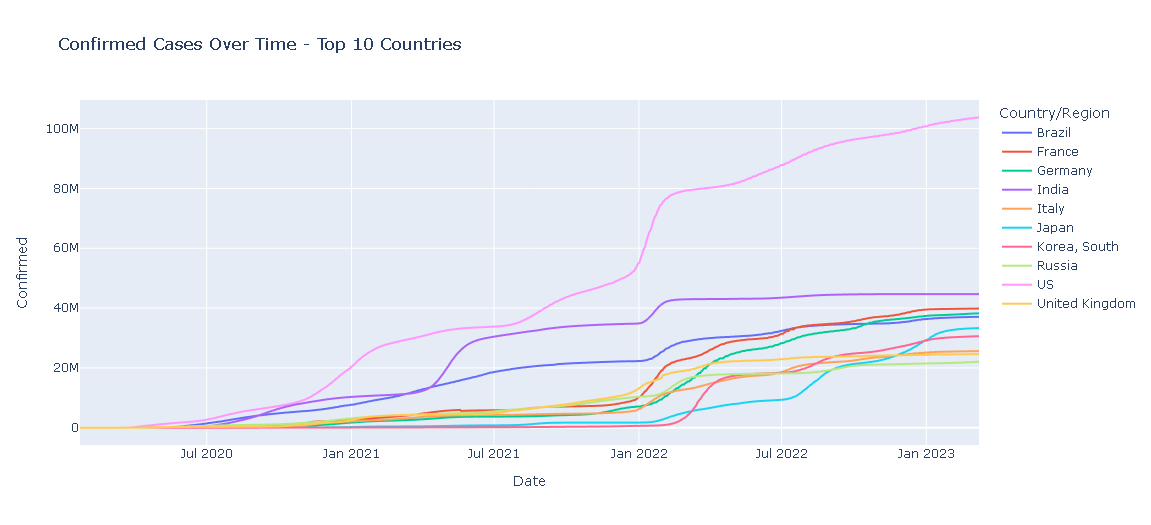 Confirmed Cases Over Time - Top 10 Countries
Country/Region
Brazil
France
Germany
India
Italy
Japan
Korea, South
Russia
US
United Kingdom
Confirmed
100M
80M
60M
40M
20M
0
Jul 2020
Jan 2021
Jul 2021
Jan 2022
Jul 2022
Jan 2023
Date